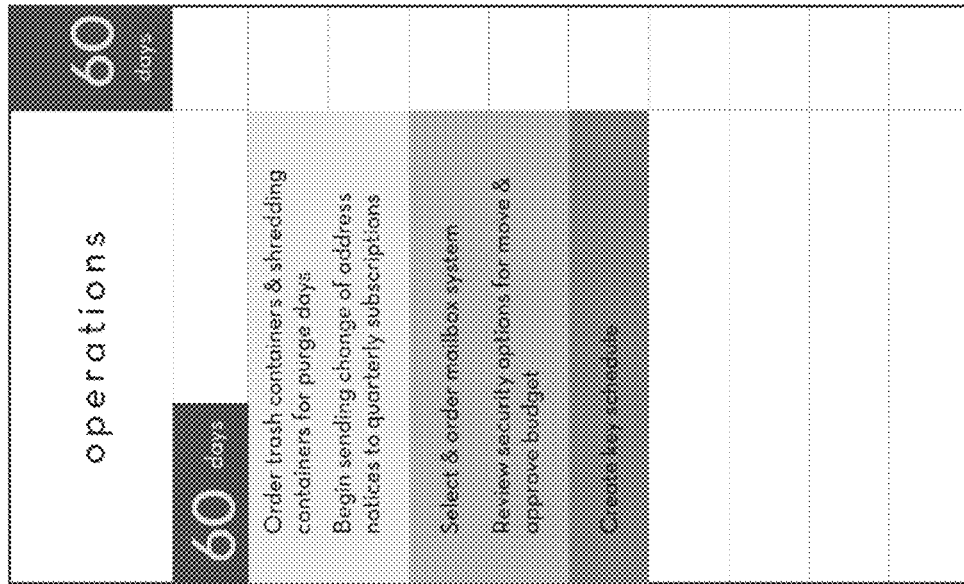 60
days
operations
60 days
Order trash containers & shredding
containers for purge days
Begin sending change of address
notices to quarterly subscriptions
Select & order mailbox system
Review security options for move &
approve budget
Create key schedule